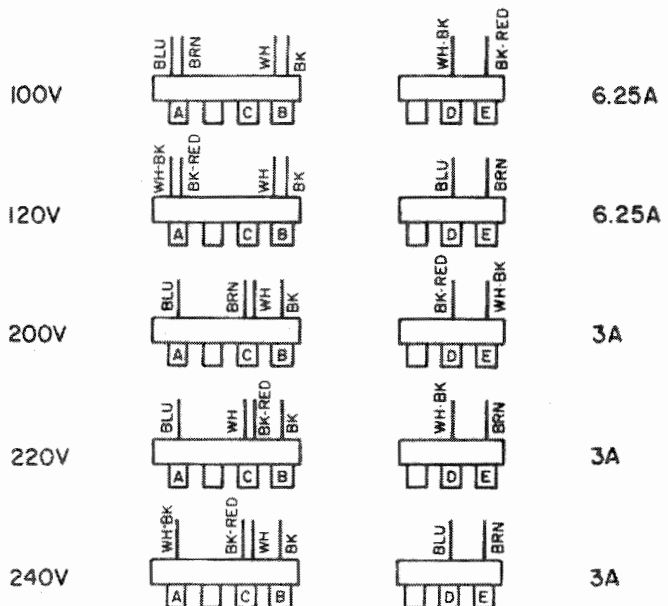 BLU BRN WH BK WH-BK BK-RED
100V 6.25A
A C B D E
WH-BK BK-RED WH BK BLU BRN
120V 6.25A
A C B D E
BLU BRN WH BK BK-RED WH-BK
200V 3A
A C B D E
BLU WH BK-RED BK WH-BK BRN
220V 3A
A C B D E
WH-BK BK-RED WH BK BLU BRN
240V 3A
A C B D E